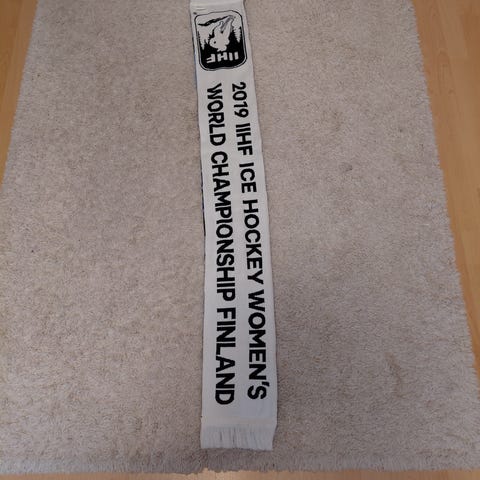 IIHF
2019 IIHF ICE HOCKEY WOMEN'S
WORLD CHAMPIONSHIP FINLAND